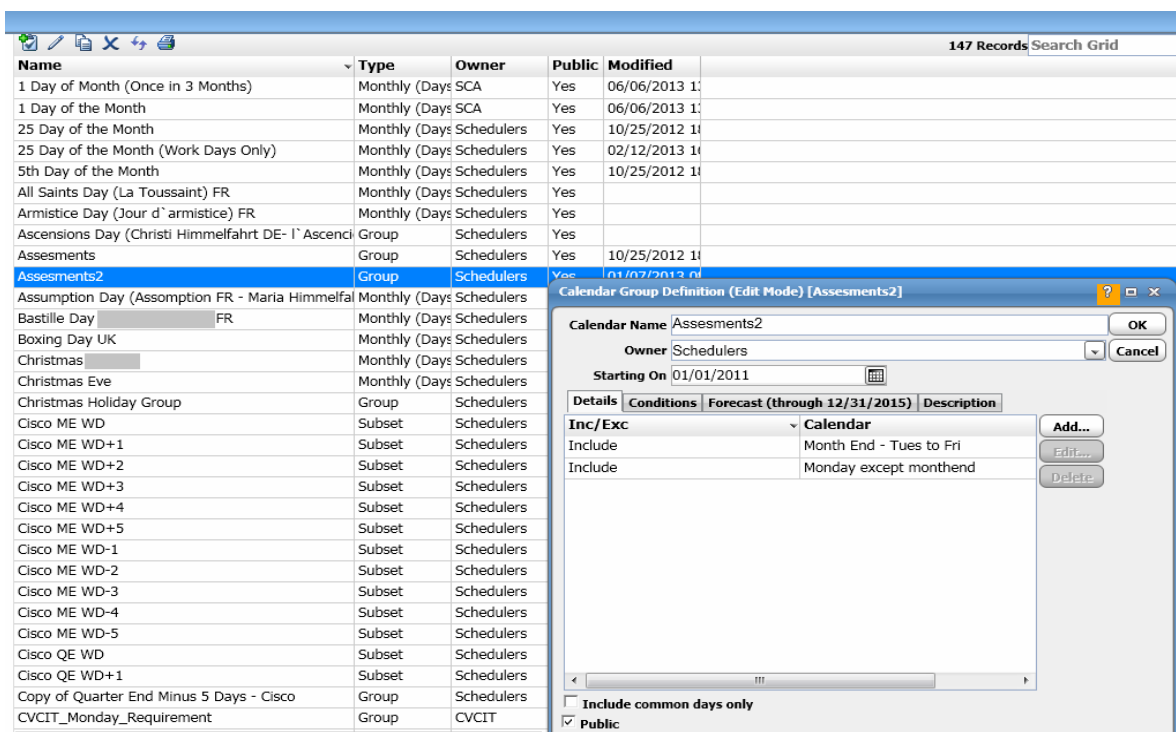 147 Records Search Grid
Name Type Owner Public Modified
1 Day of Month (Once in 3 Months) Monthly (Days SCA Yes 06/06/2013 1
1 Day of the Month Monthly (Days SCA Yes 06/06/2013 1
25 Day of the Month Monthly (Days Schedulers Yes 10/25/2012 1
25 Day of the Month (Work Days Only) Monthly (Days Schedulers Yes 02/12/2013 1
5th Day of the Month Monthly (Days Schedulers Yes 10/25/2012 1
All Saints Day (La Toussaint) FR Monthly (Days Schedulers Yes
Armistice Day (Jour d`armistice) FR Monthly (Days Schedulers Yes
Ascensions Day (Christi Himmelfahrt DE- l`Ascenci Group Schedulers Yes
Assesments Group Schedulers Yes 10/25/2012 1
Assesments2 Group Schedulers Yes 01/07/2013 0
Assumption Day (Assomption FR - Maria Himmelfal Monthly (Days Schedulers
Bastille Day FR Monthly (Days Schedulers
Boxing Day UK Monthly (Days Schedulers
Christmas Monthly (Days Schedulers
Christmas Eve Monthly (Days Schedulers
Christmas Holiday Group Group Schedulers
Cisco ME WD Subset Schedulers
Cisco ME WD+1 Subset Schedulers
Cisco ME WD+2 Subset Schedulers
Cisco ME WD+3 Subset Schedulers
Cisco ME WD+4 Subset Schedulers
Cisco ME WD+5 Subset Schedulers
Cisco ME WD-1 Subset Schedulers
Cisco ME WD-2 Subset Schedulers
Cisco ME WD-3 Subset Schedulers
Cisco ME WD-4 Subset Schedulers
Cisco ME WD-5 Subset Schedulers
Cisco QE WD Subset Schedulers
Cisco QE WD+1 Subset Schedulers
Copy of Quarter End Minus 5 Days - Cisco Group Schedulers
CVCIT_Monday_Requirement Group CVCIT
Calendar Group Definition (Edit Mode) [Assesments2] ?
Calendar Name Assesments2 OK
Owner Schedulers Cancel
Starting On 01/01/2011
Details Conditions Forecast (through 12/31/2015) Description
Inc/Exc Calendar Add...
Include Month End - Tues to Fri Edit...
Include Monday except monthend Delete
Include common days only
Public